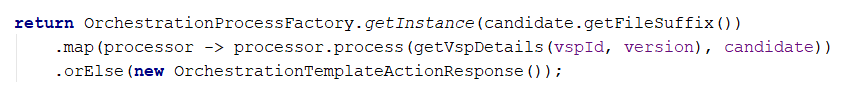 return OrchestrationProcessFactory.getInstance(candidate.getFileSuffix())
.map(processor -> processor.process(getVspDetails(vspId, version), candidate))
.orElse(new OrchestrationTemplateActionResponse());